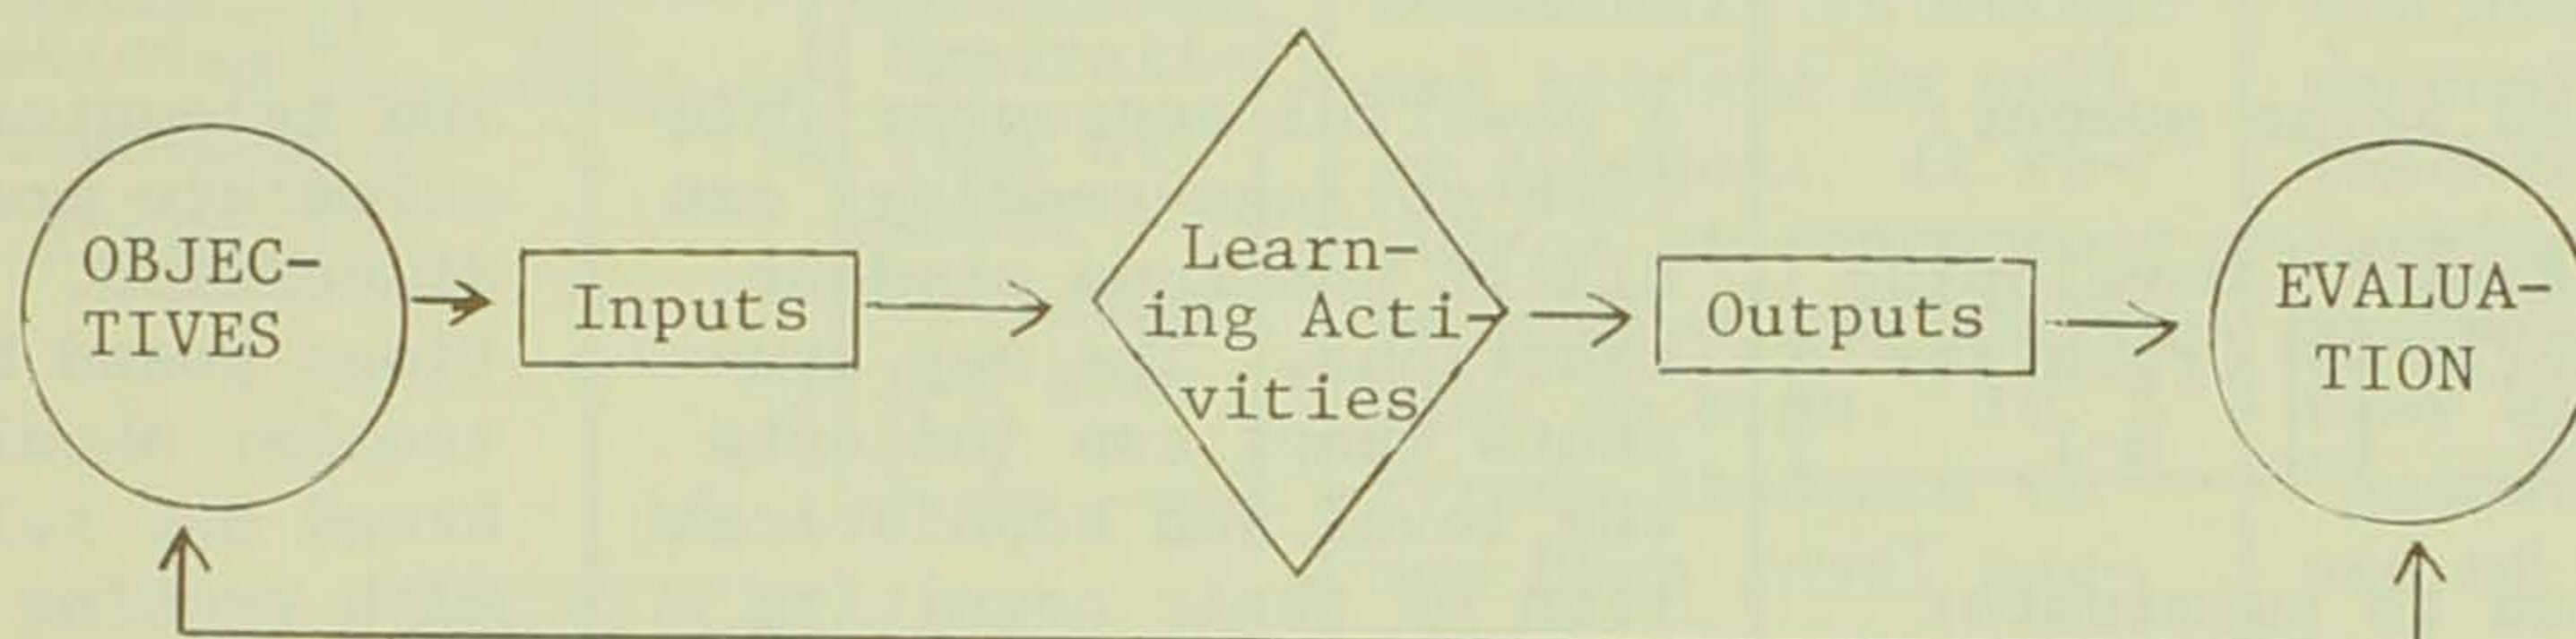 OBJEC-
TIVES
Inputs
Learn-
ing Acti-
vities
Outputs
EVALUA-
TION